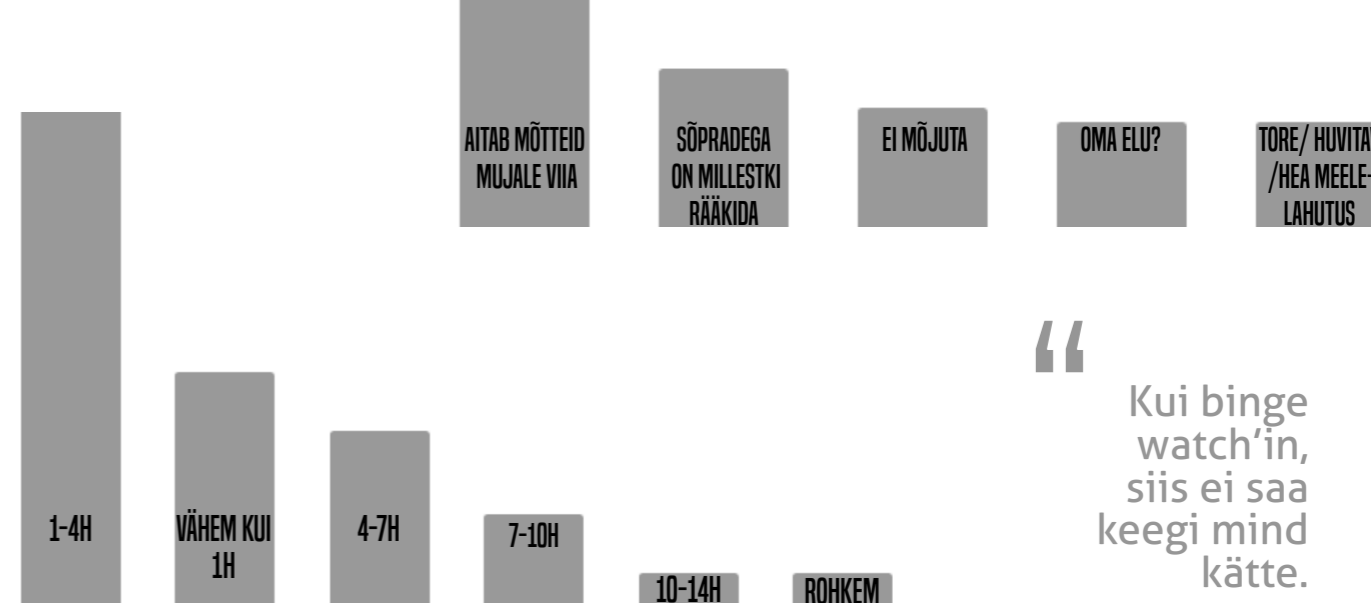 AITAB MÕTTEID
MUJALE VIIA
SÕPRADEGA
ON MILLESTKI
RÄÄKIDA
EI MÕJUTA
OMA ELU?
TORE/ HUVITA
/HEA MEELE-
LAHUTUS
1-4H
VÄHEM KUI
1H
4-7H
7-10H
10-14H
ROHKEM
“
Kui binge
watch’in,
siis ei saa
keegi mind
kätte.